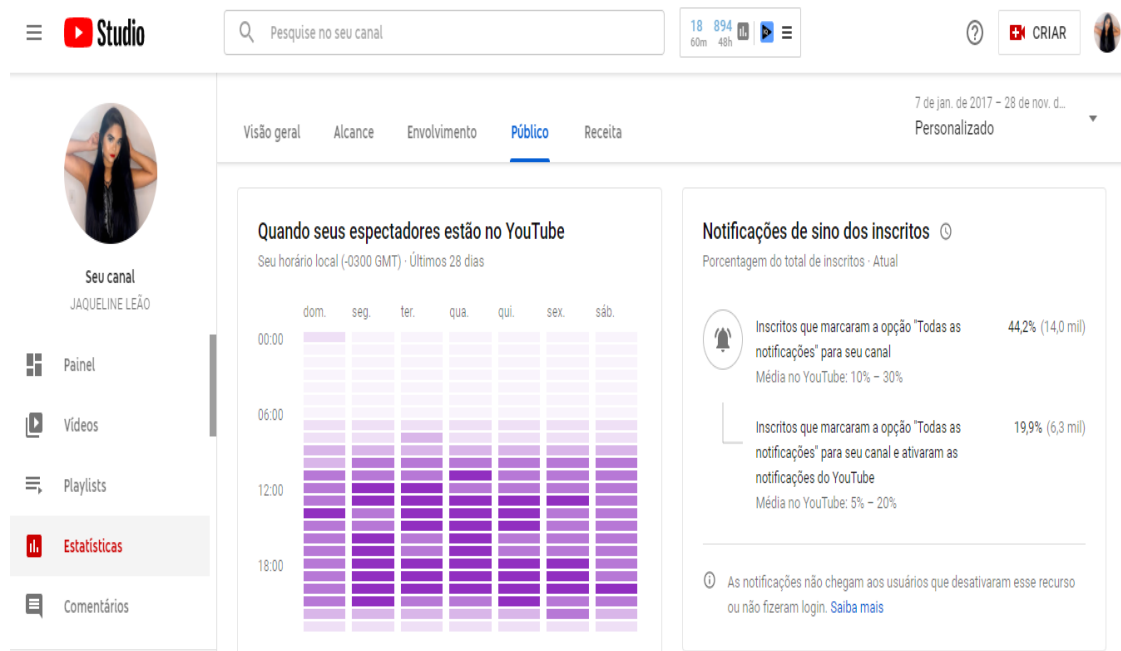 Studio
Pesquise no seu canal
18 894
60m 48h
CRIAR
Seu canal
JAQUELINE LEÃO
Painel
Vídeos
Playlists
Estatísticas
Comentários
Visão geral Alcance Envolvimento Público Receita
7 de jan. de 2017 – 28 de nov. d...
Personalizado
Quando seus espectadores estão no YouTube
Seu horário local (-0300 GMT) · Últimos 28 dias
dom. seg. ter. qua. qui. sex. sáb.
00:00
06:00
12:00
18:00
Notificações de sino dos inscritos
Porcentagem do total de inscritos · Atual
Inscritos que marcaram a opção "Todas as 44,2% (14,0 mil)
notificações" para seu canal
Média no YouTube: 10% – 30%
Inscritos que marcaram a opção "Todas as 19,9% (6,3 mil)
notificações" para seu canal e ativaram as
notificações do YouTube
Média no YouTube: 5% – 20%
As notificações não chegam aos usuários que desativaram esse recurso
ou não fizeram login. Saiba mais